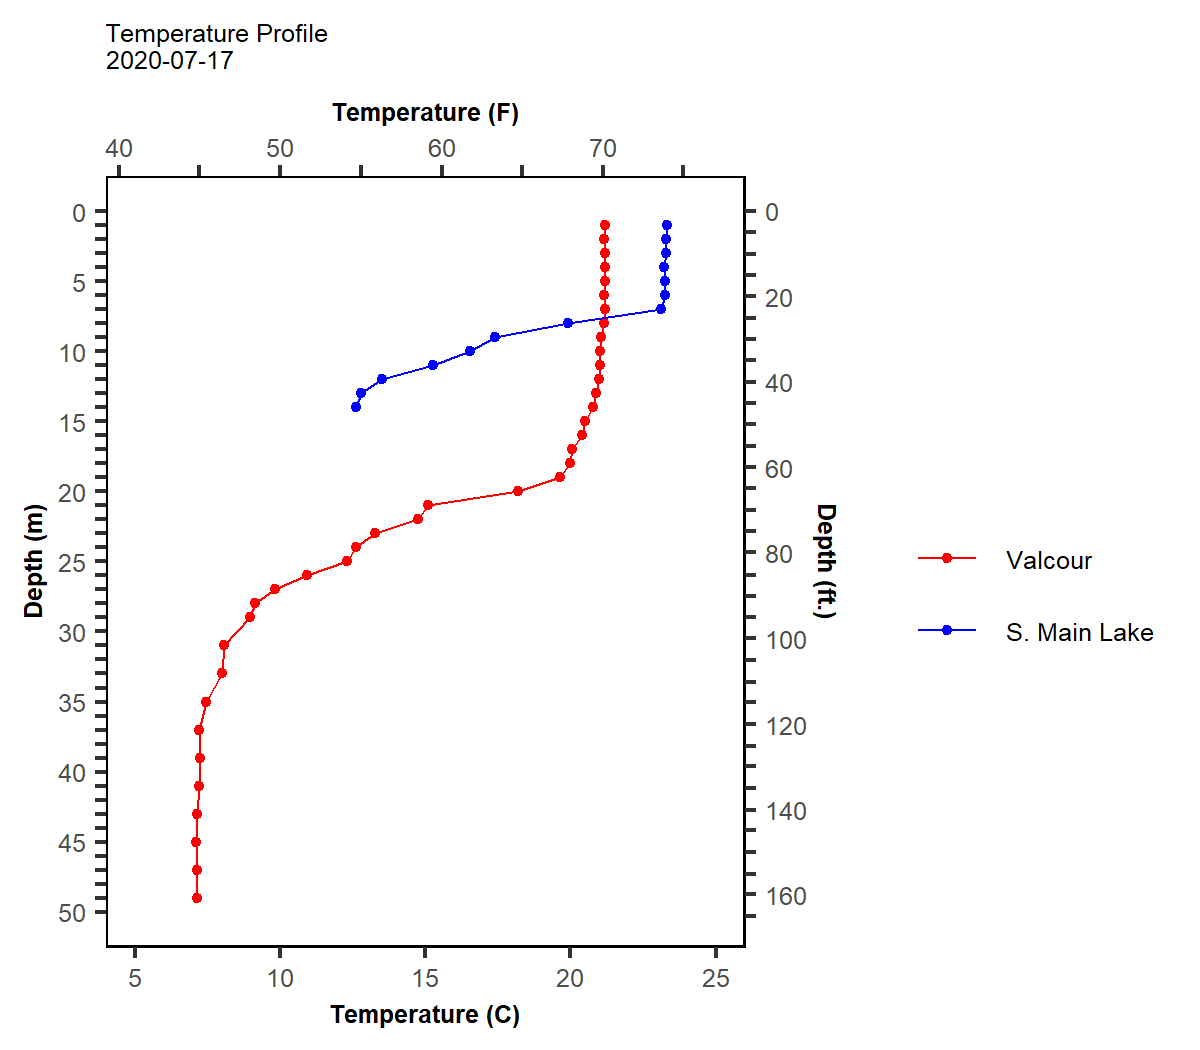 Temperature Profile
2020-07-17
Temperature (F)
40 50 60 70
0
5
10
15
20
25
30
35
40
45
50
Depth (m)
0
20
40
60
80
100
120
140
160
Depth (ft.)
Valcour
S. Main Lake
5 10 15 20 25
Temperature (C)